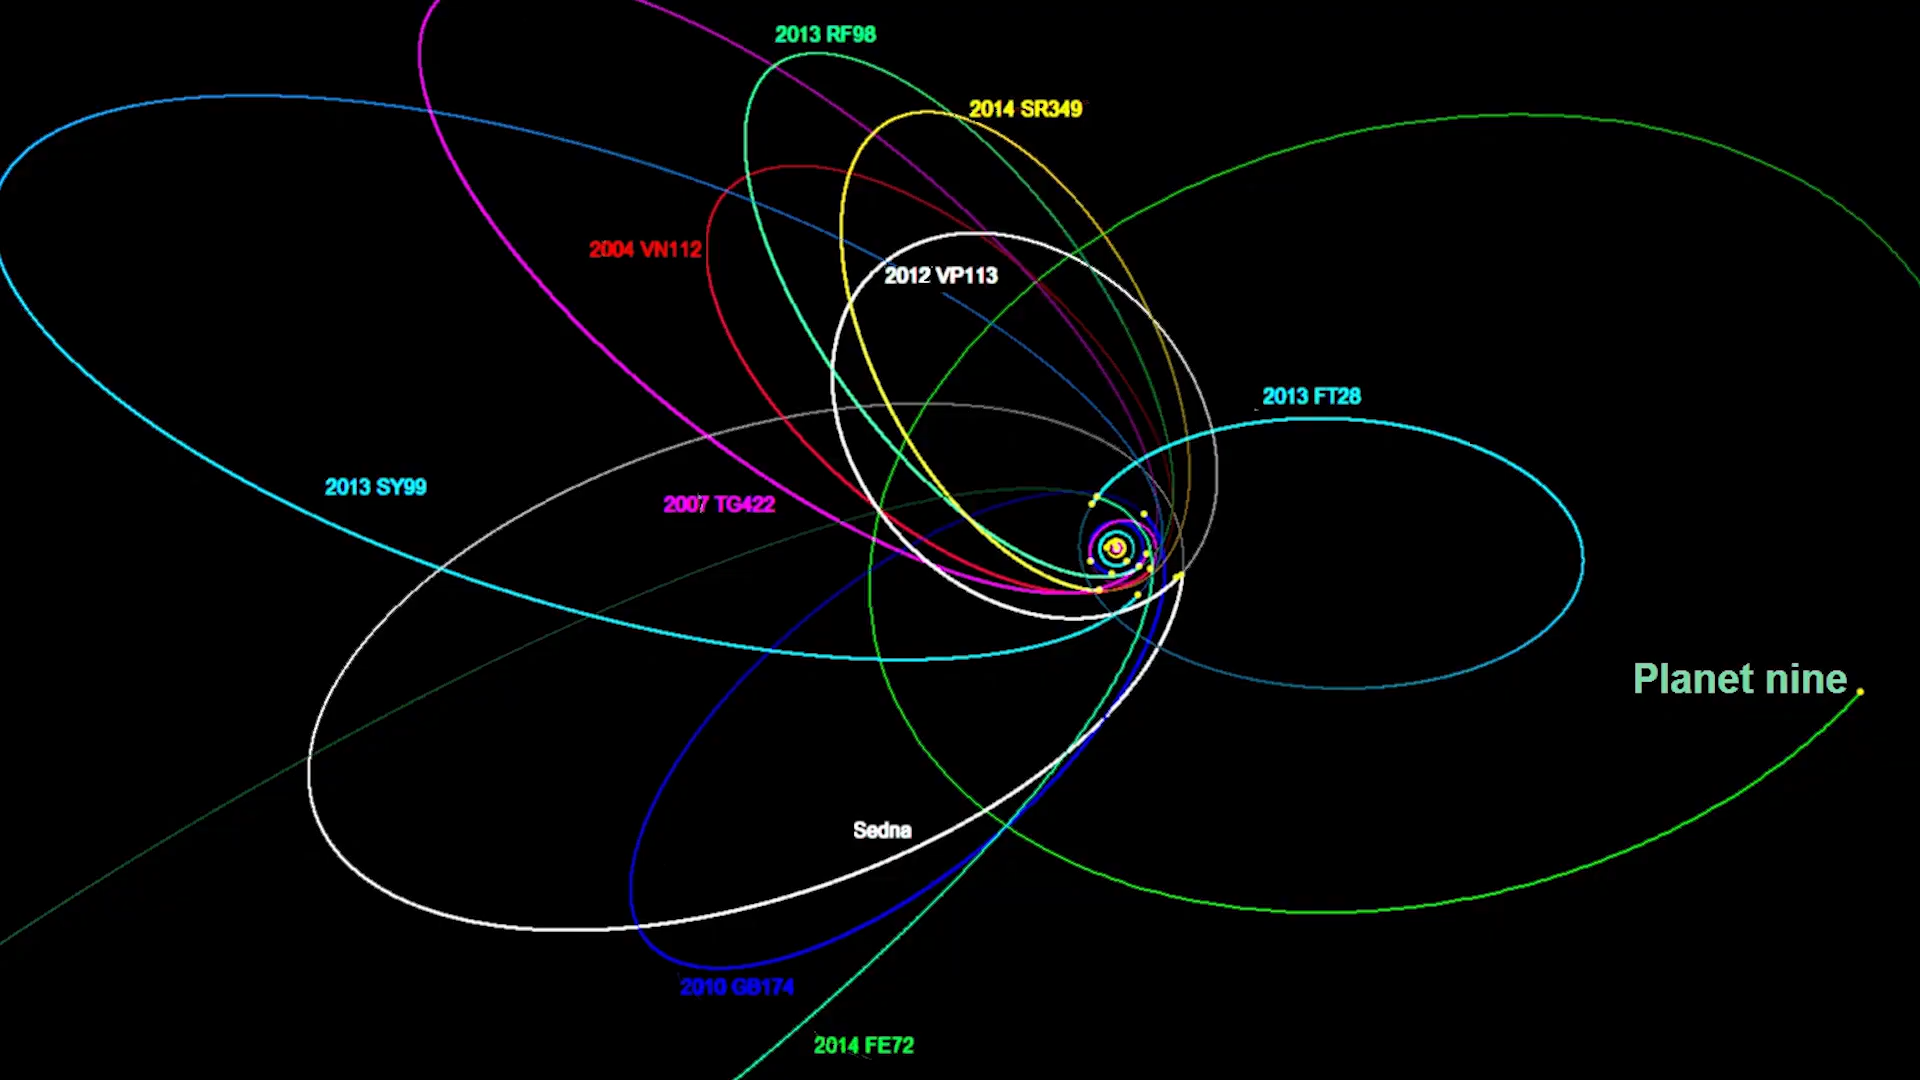 2013 RF98
2014 SR349
2004 VN112
2012 VP113
2013 FT28
2013 SY99
2007 TG422
Planet nine
Sedna
2010 GB174
2014 FE72